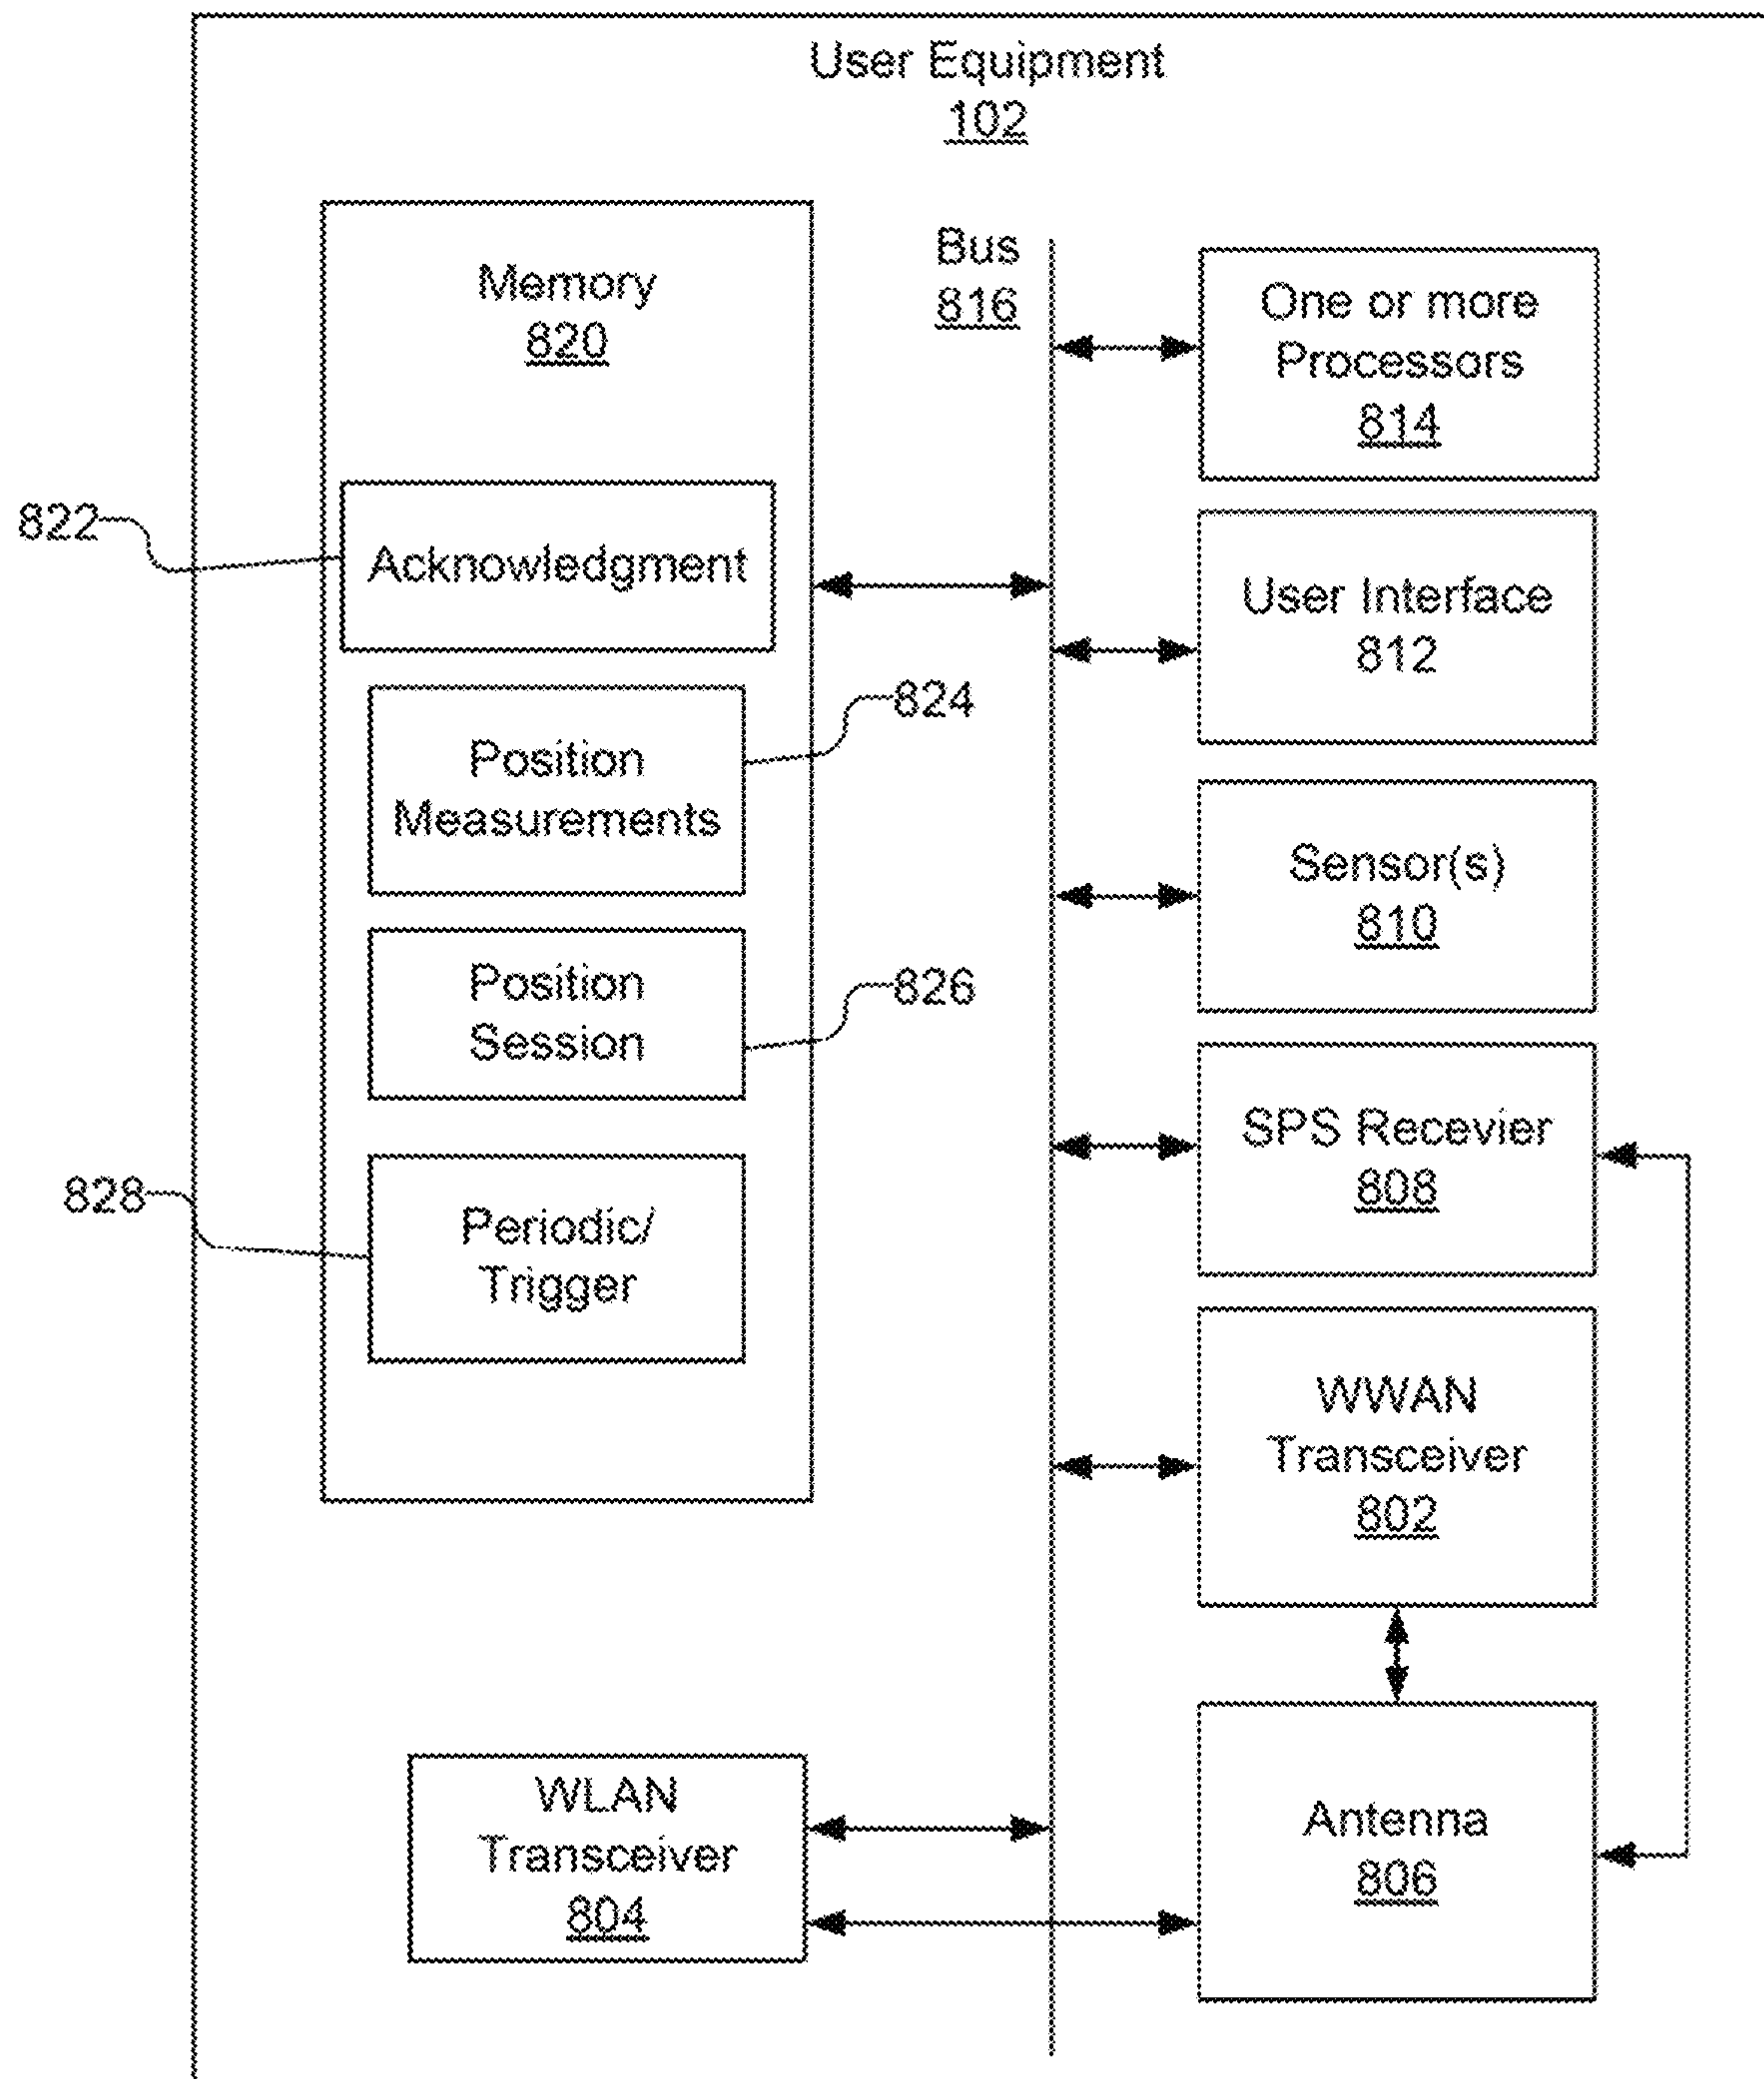 User Equipment
102
Memory
820
822
Acknowledgment
Position
Measurements
824
Position
Session
826
828
Periodic/
Trigger
Bus
816
One or more
Processors
814
User Interface
812
Sensor(s)
810
SPS Recevier
808
WWAN
Transceiver
802
WLAN
Transceiver
804
Antenna
806